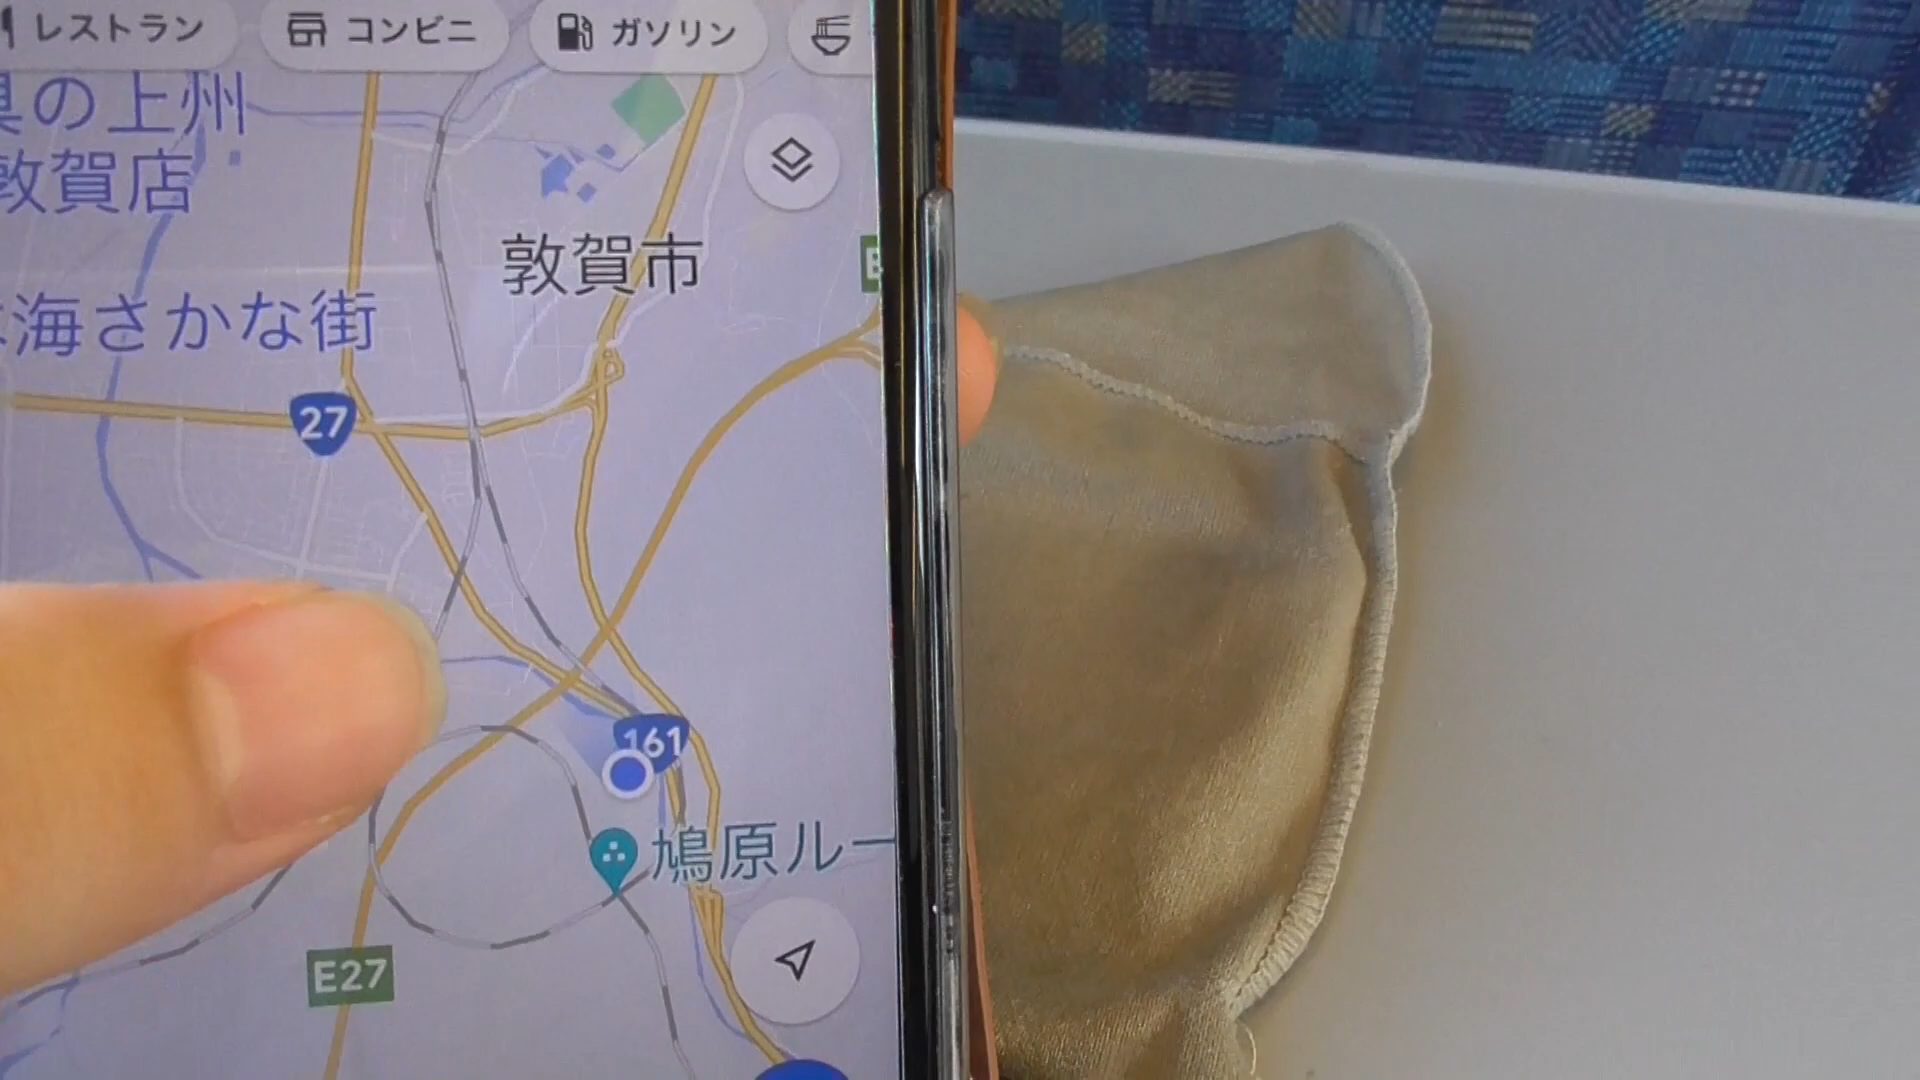 レストラン
コンビニ
ガソリン
の上州
敦賀店
敦賀市
海さかな街
27
161
鳩原ルー
E27